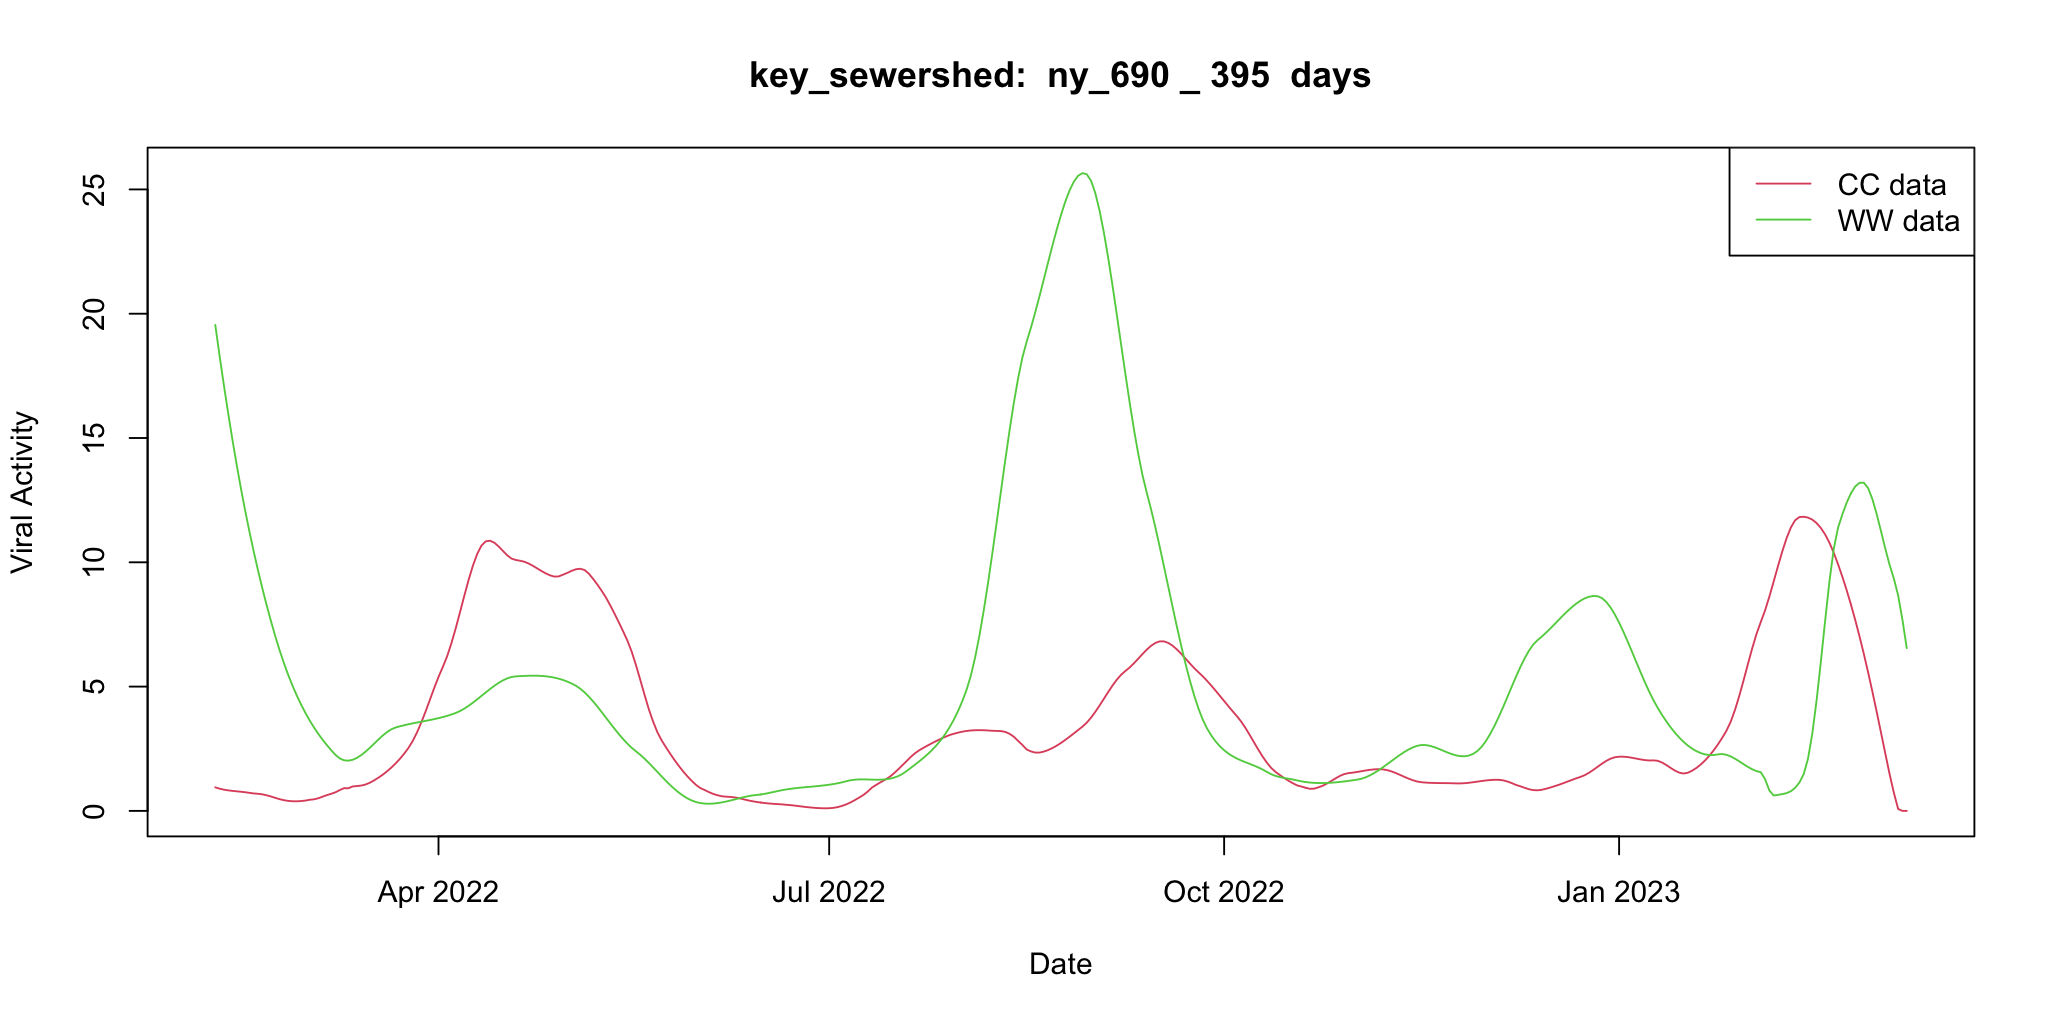 key_sewershed:  ny_690 _ 395  days
CC data
WW data
Viral Activity
25
20
15
10
5
0
Apr 2022
Jul 2022
Oct 2022
Jan 2023
Date